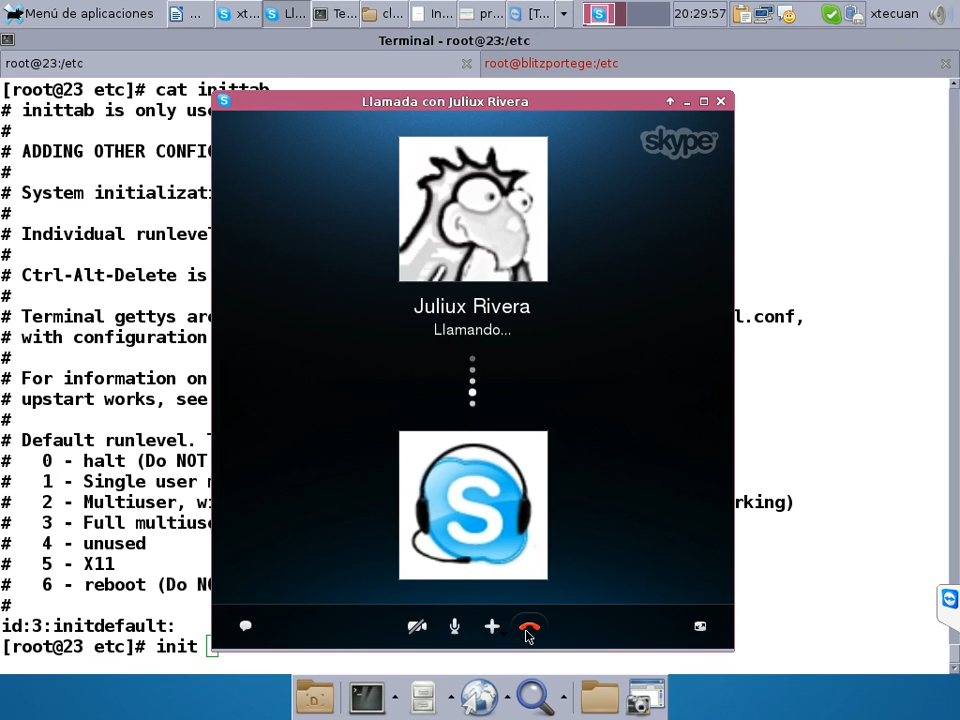 Menú de aplicaciones
...
xt...
Ll...
Te...
cl...
In...
pr...
[T...
20:29:57
xtecuan
Terminal - root@23:/etc
root@23:/etc
root@blitzportege:/etc
[root@23 etc]# cat inittab
# inittab is only use
#
# ADDING OTHER CONFIG
#
# System initializati
#
# Individual runlevel
#
# Ctrl-Alt-Delete is
#
# Terminal gettys are l.conf,
# with configuration
#
# For information on
# upstart works, see
#
# Default runlevel. T
#   0 - halt (Do NOT
#   1 - Single user m
#   2 - Multiuser, wi rking)
#   3 - Full multiuse
#   4 - unused
#   5 - X11
#   6 - reboot (Do NO
#
id:3:initdefault:
[root@23 etc]# init
Llamada con Juliux Rivera
skype
Juliux Rivera
Llamando...
S